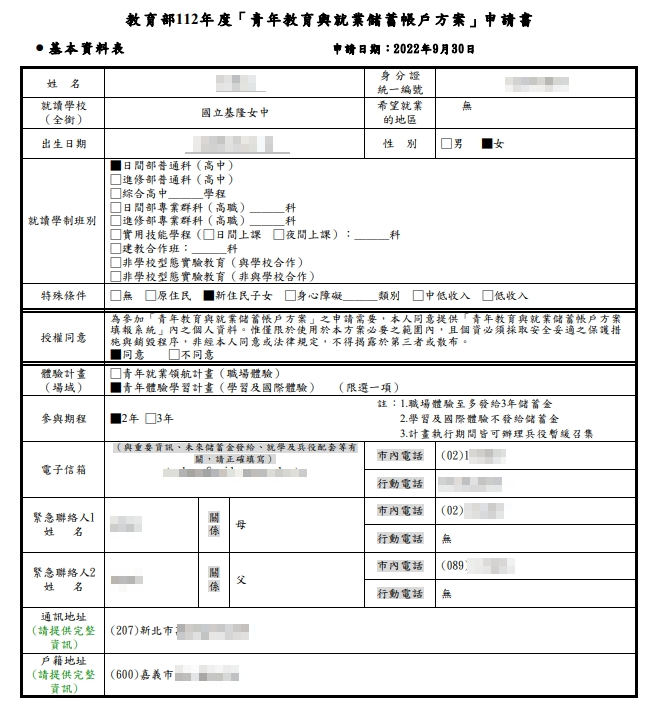 教育部112年度「青年教育與就業儲蓄帳戶方案」申請書
●基本資料表 申請日期：2022年9月30日
姓 名 身分證統一編號
就讀學校（全銜） 國立基隆女中 希望就業的地區 無
出生日期 性 別 □男 ■女
就讀學制班別
■日間部普通科（高中）
□進修部普通科（高中）
□綜合高中______學程
□日間部專業群科（高職）______科
□進修部專業群科（高職）______科
□實用技能學程（□日間上課 □夜間上課）：______科
□建教合作班：______科
□非學校型態實驗教育（與學校合作）
□非學校型態實驗教育（非與學校合作）
特殊條件 □無 □原住民 ■新住民子女 □身心障礙______類別 □中低收入 □低收入
授權同意
為參加「青年教育與就業儲蓄帳戶方案」之申請需要，本人同意提供「青年教育與就業儲蓄帳戶方案
填報系統」內之個人資料。惟僅限於使用於本方案必要之範圍內，且個資必須採取安全妥適之保護措
施與銷毀程序，非經本人同意或法律規定，不得揭露於第三者或散布。
■同意 □不同意
體驗計畫（場域）
□青年就業領航計畫（職場體驗）
■青年體驗學習計畫（學習及國際體驗） （限選一項）
參與期程 ■2年 □3年
註：1.職場體驗至多發給3年儲蓄金
2.學習及國際體驗不發給儲蓄金
3.計畫執行期間皆可辦理兵役暫緩召集
電子信箱
（與重要資訊、未來儲蓄金發給、就學及兵役配套等有
關，請正確填寫）
市內電話 (02)1
行動電話
緊急聯絡人1
姓 名
關係 母
市內電話 (02)
行動電話 無
緊急聯絡人2
姓 名
關係 父
市內電話 (089)
行動電話 無
通訊地址
（請提供完整
資訊）
(207)新北市
戶籍地址
（請提供完整
資訊）
(600)嘉義市